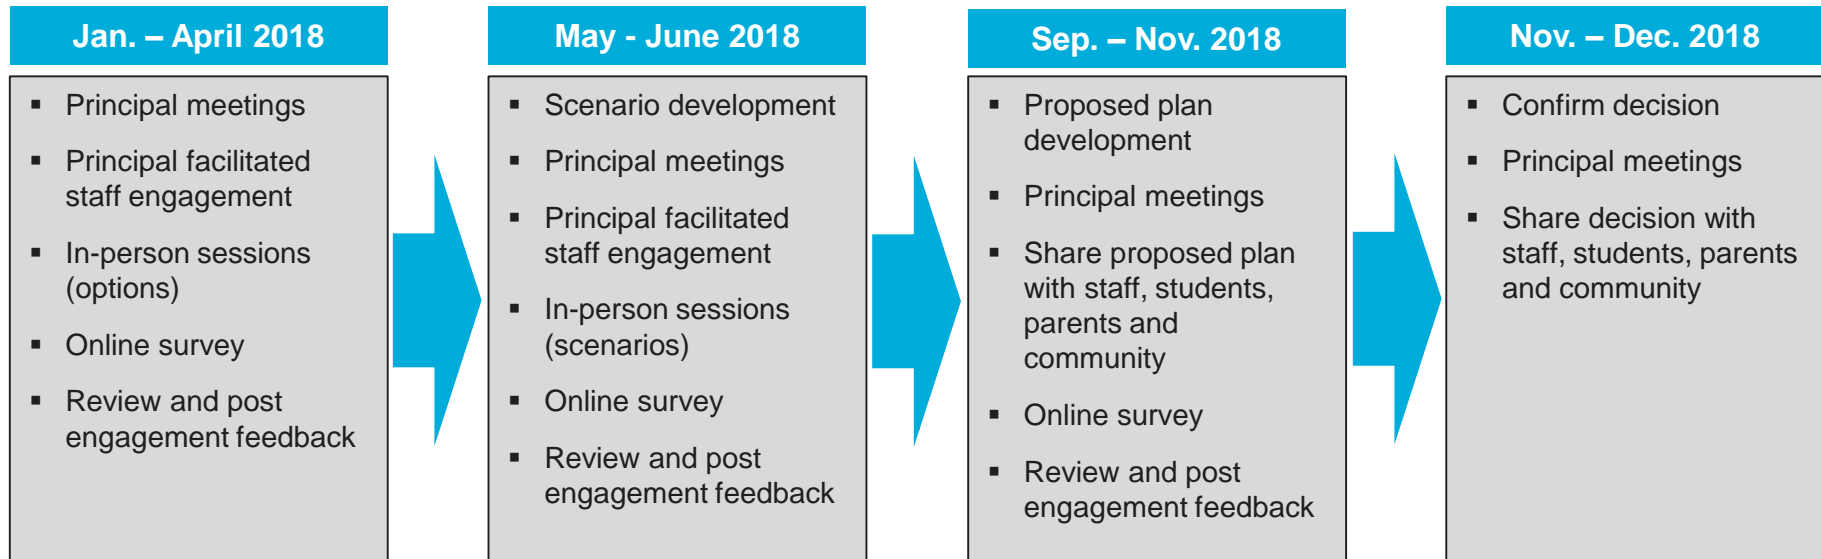 Jan. – April 2018
▪ Principal meetings
▪ Principal facilitated
staff engagement
▪ In-person sessions
(options)
▪ Online survey
▪ Review and post
engagement feedback
May - June 2018
▪ Scenario development
▪ Principal meetings
▪ Principal facilitated
staff engagement
▪ In-person sessions
(scenarios)
▪ Online survey
▪ Review and post
engagement feedback
Sep. – Nov. 2018
▪ Proposed plan
development
▪ Principal meetings
▪ Share proposed plan
with staff, students,
parents and
community
▪ Online survey
▪ Review and post
engagement feedback
Nov. – Dec. 2018
▪ Confirm decision
▪ Principal meetings
▪ Share decision with
staff, students, parents
and community